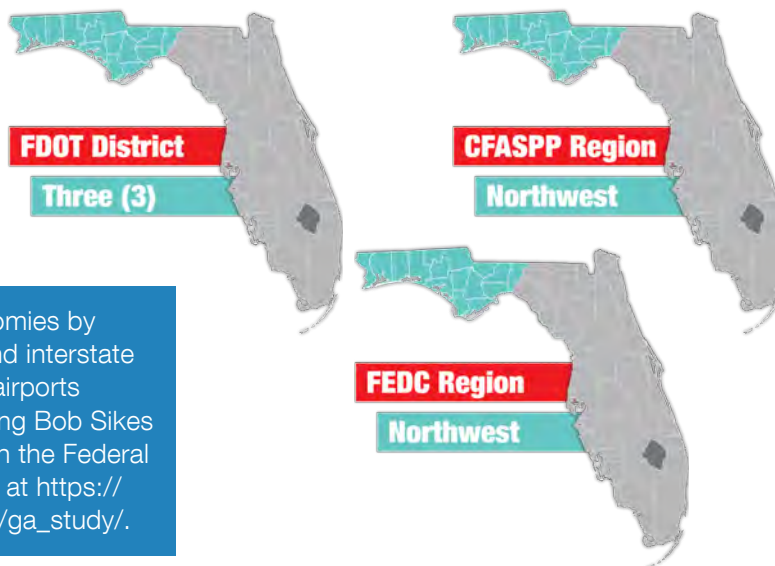 FDOT District
Three (3)
CFASPP Region
Northwest
FEDC Region
Northwest
omies by
nd interstate
airports
ng Bob Sikes
n the Federal
at https://
/ga_study/.